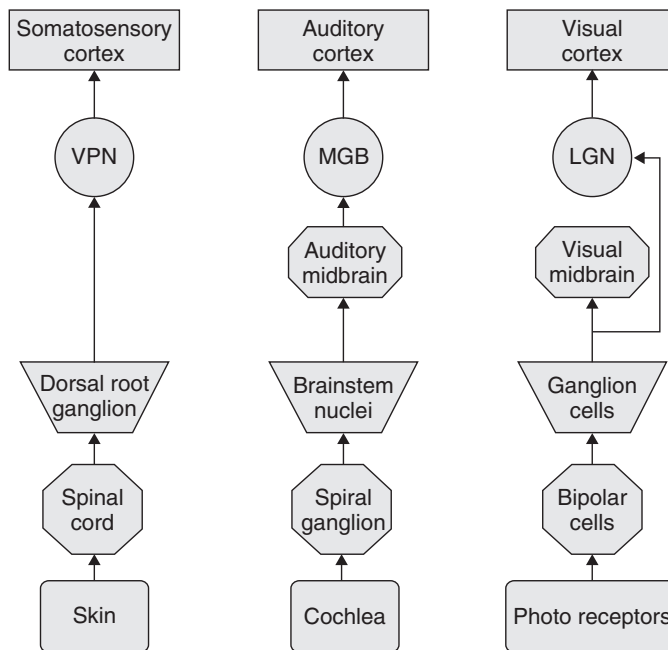 Somatosensory
cortex
VPN
Dorsal root
ganglion
Spinal
cord
Skin
Auditory
cortex
MGB
Auditory
midbrain
Brainstem
nuclei
Spiral
ganglion
Cochlea
Visual
cortex
LGN
Visual
midbrain
Ganglion
cells
Bipolar
cells
Photo receptors